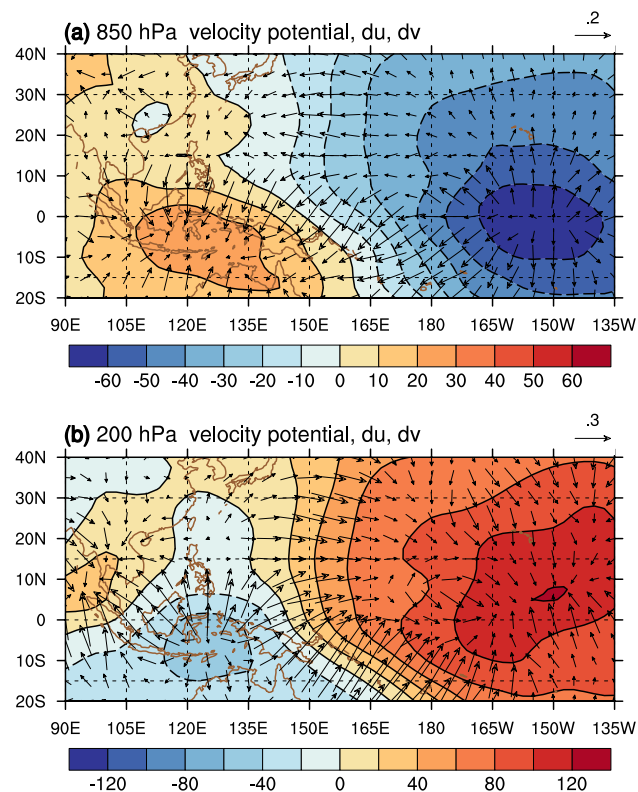 (a) 850 hPa velocity potential, du, dv
.2
40N
30N
20N
10N
0
10S
20S
90E 105E 120E 135E 150E 165E 180 165W 150W 135W
-60 -50 -40 -30 -20 -10 0 10 20 30 40 50 60
(b) 200 hPa velocity potential, du, dv
.3
40N
30N
20N
10N
0
10S
20S
90E 105E 120E 135E 150E 165E 180 165W 150W 135W
-120 -80 -40 0 40 80 120